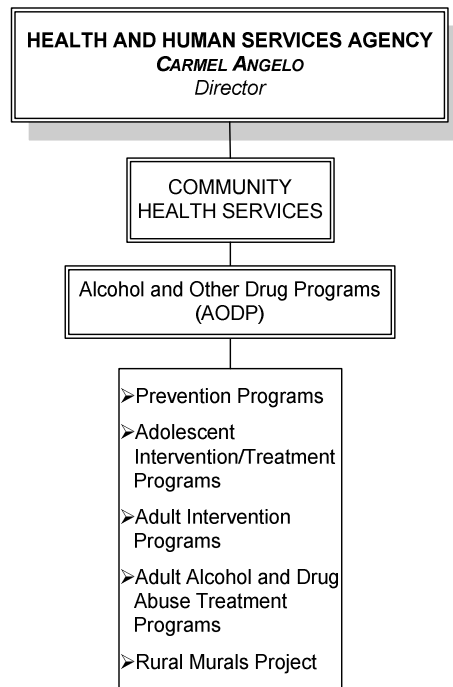 HEALTH AND HUMAN SERVICES AGENCY
CARMEL ANGELO
Director
COMMUNITY
HEALTH SERVICES
Alcohol and Other Drug Programs
(AODP)
➢Prevention Programs
➢Adolescent
Intervention/Treatment
Programs
➢Adult Intervention
Programs
➢Adult Alcohol and Drug
Abuse Treatment
Programs
➢Rural Murals Project